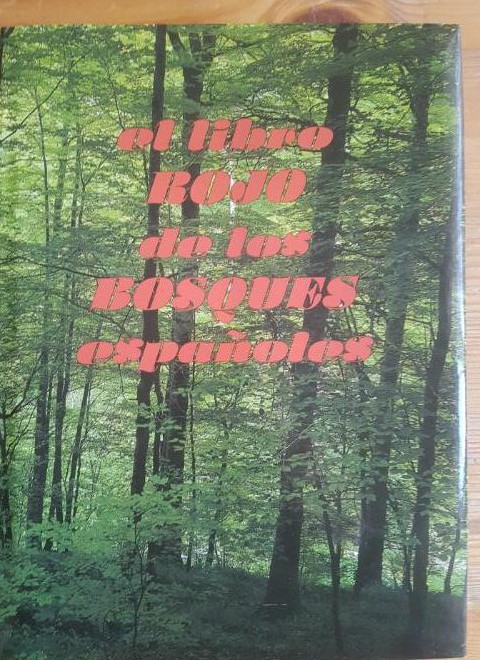 el libro
ROJO
de los
BOSQUES
españoles